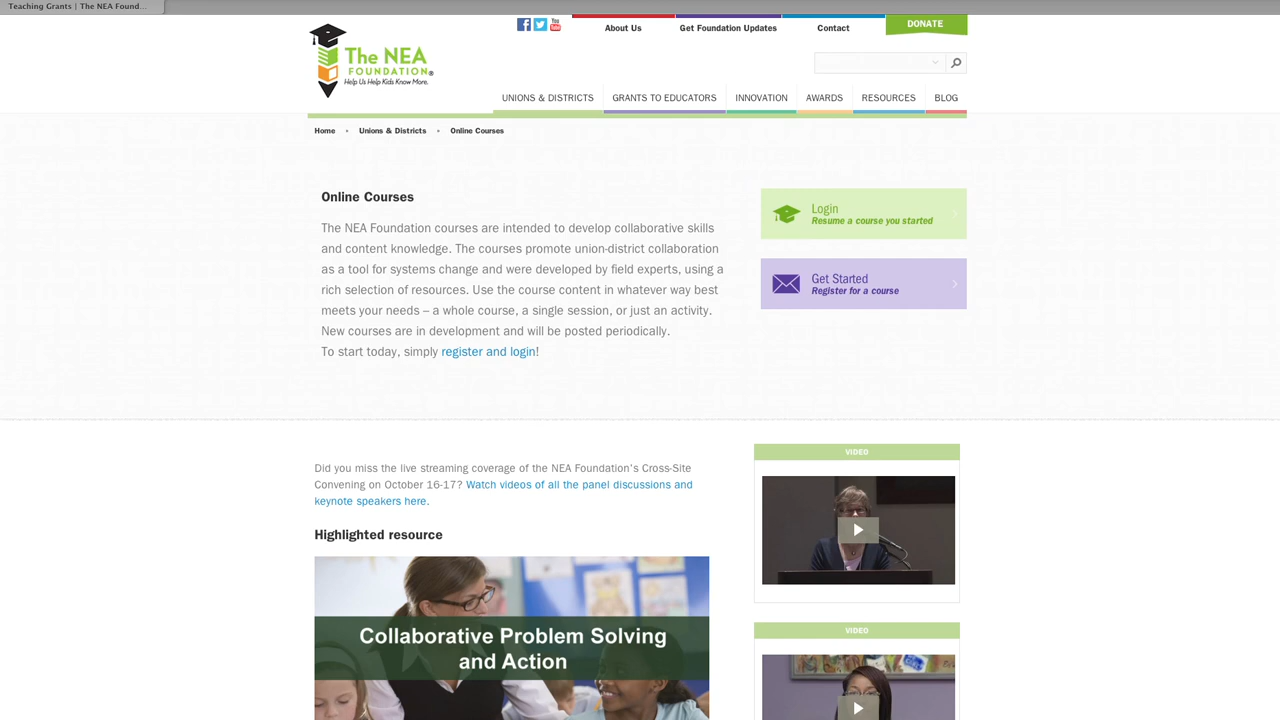 Teaching Grants | The NEA Found...
About Us
Get Foundation Updates
Contact
DONATE
You
Tube
The NEA
FOUNDATION®
Help Us Help Kids Know More.
UNIONS & DISTRICTS
GRANTS TO EDUCATORS
INNOVATION
AWARDS
RESOURCES
BLOG
Home • Unions & Districts • Online Courses
Online Courses
The NEA Foundation courses are intended to develop collaborative skills
and content knowledge. The courses promote union-district collaboration
as a tool for systems change and were developed by field experts, using a
rich selection of resources. Use the course content in whatever way best
meets your needs – a whole course, a single session, or just an activity.
New courses are in development and will be posted periodically.
To start today, simply register and login!
Login
Resume a course you started
Get Started
Register for a course
Did you miss the live streaming coverage of the NEA Foundation's Cross-Site
Convening on October 16-17? Watch videos of all the panel discussions and
keynote speakers here.
Highlighted resource
Collaborative Problem Solving
and Action
VIDEO
VIDEO